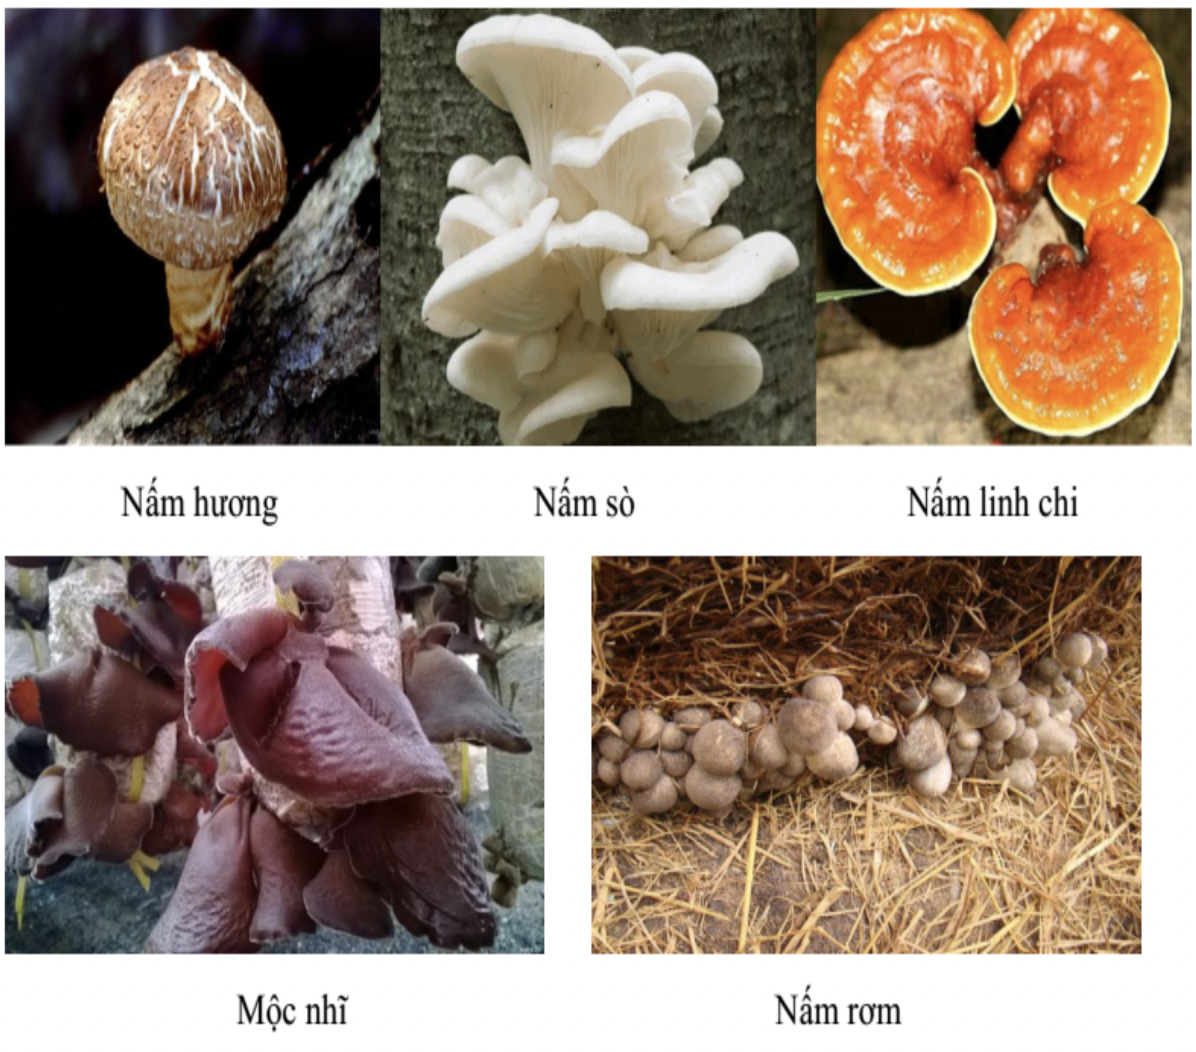 Nấm hương
Nấm sò
Nấm linh chi
Mộc nhĩ
Nấm rơm